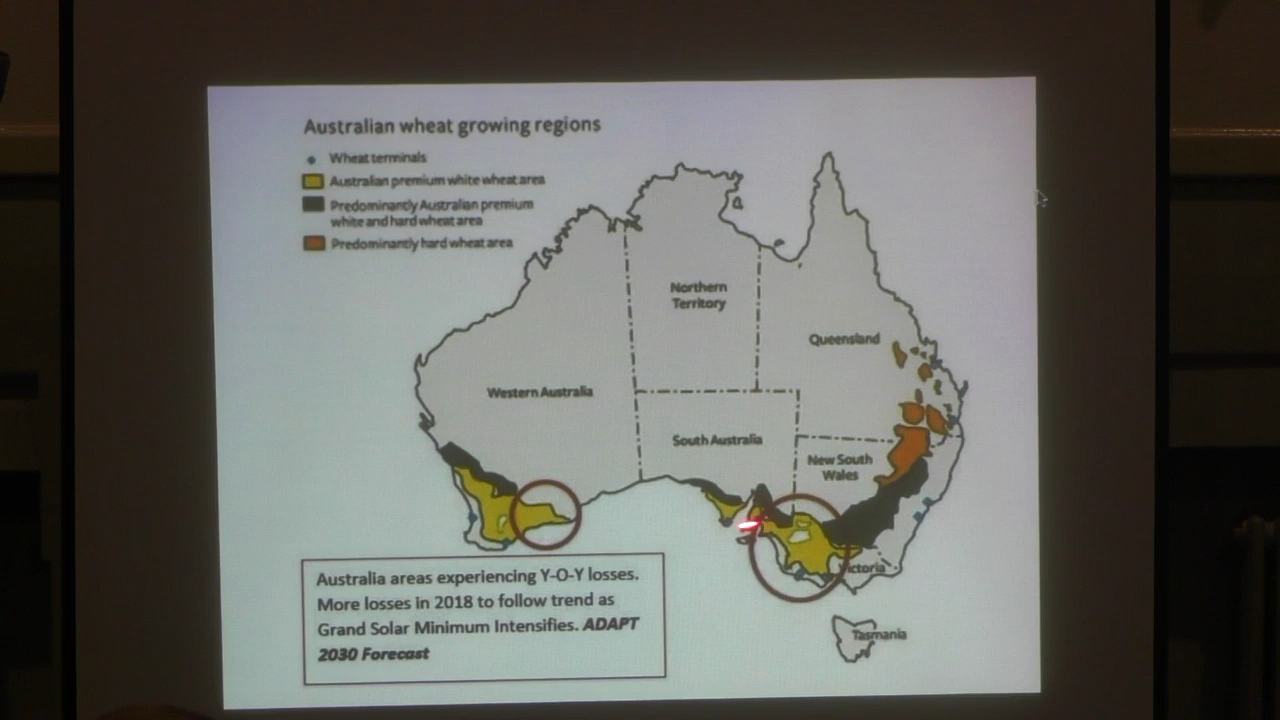 Australian wheat growing regions
Wheat terminals
Australian premium white wheat area
Predominantly Australian premium
white and hard wheat area
Predominantly hard wheat area
Northern
Territory
Queensland
Western Australia
South Australia
New South
Wales
Victoria
Tasmania
Australia areas experiencing Y-O-Y losses.
More losses in 2018 to follow trend as
Grand Solar Minimum Intensifies. ADAPT
2030 Forecast